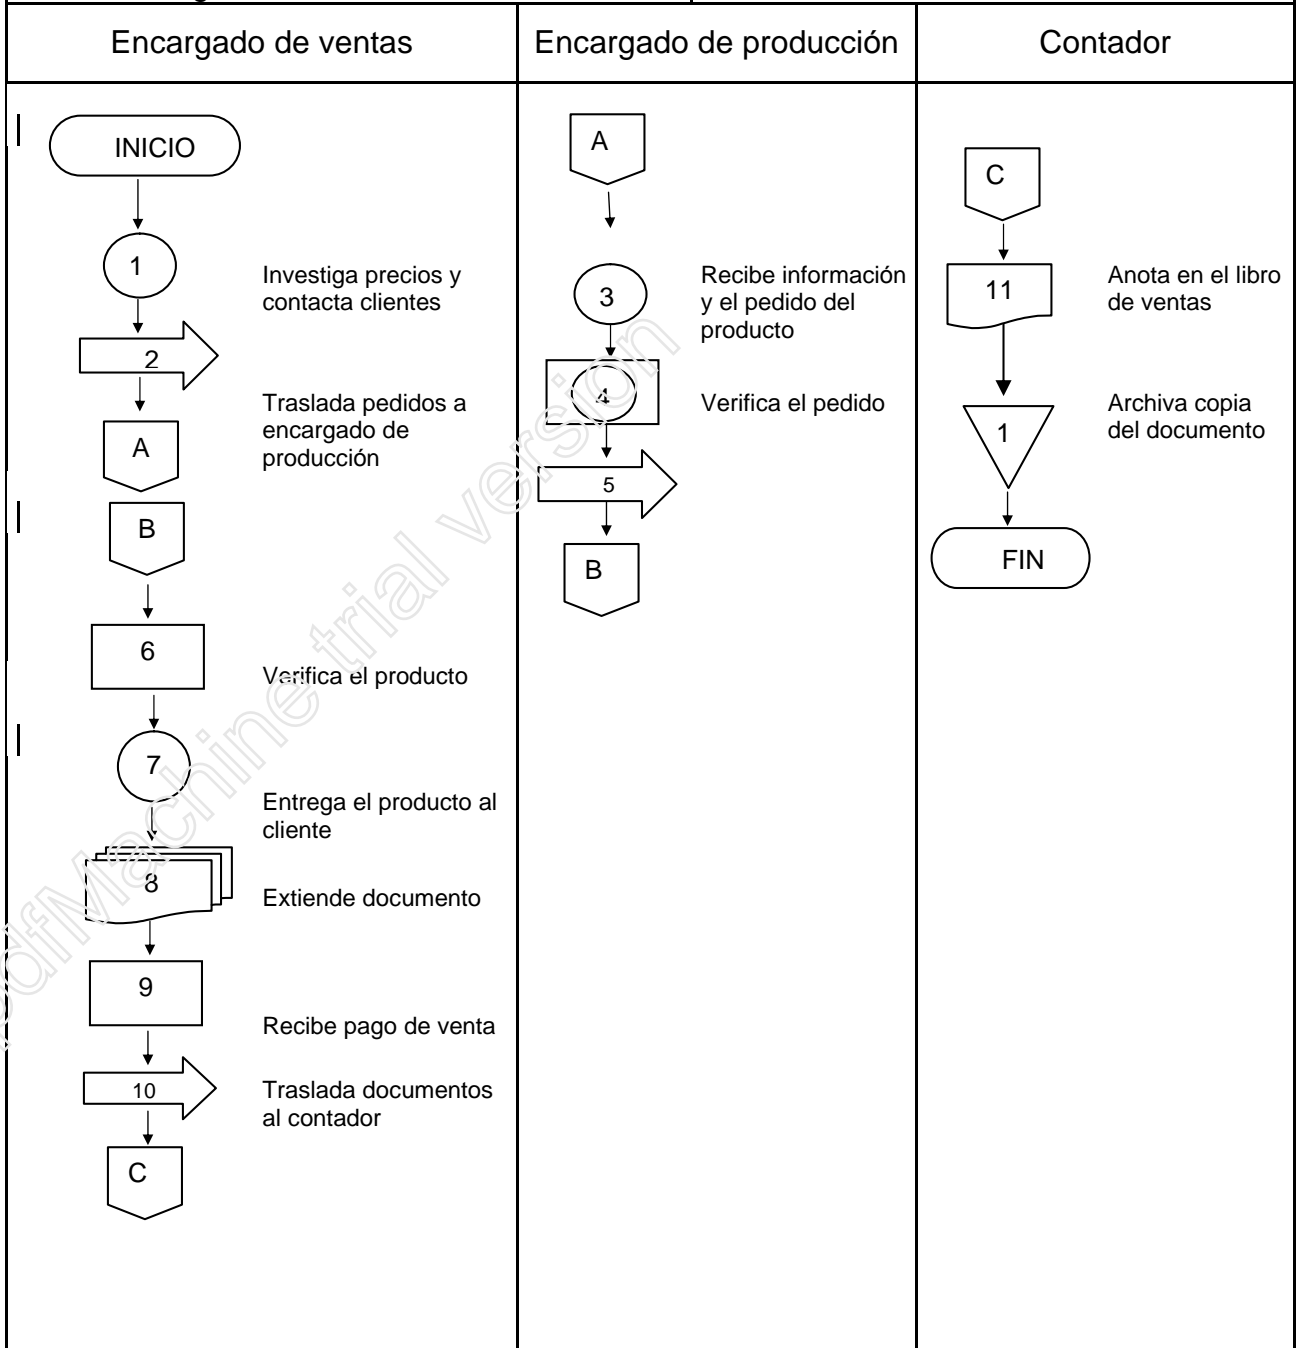 Encargado de ventas
Encargado de producción
Contador
INICIO
1
Investiga precios y
contacta clientes
2
Traslada pedidos a
encargado de
producción
A
B
6
Verifica el producto
7
Entrega el producto al
cliente
8
Extiende documento
9
Recibe pago de venta
10
Traslada documentos
al contador
C
A
3
Recibe información
y el pedido del
producto
4
Verifica el pedido
5
B
C
11
Anota en el libro
de ventas
1
Archiva copia
del documento
FIN
pdfMachine trial version